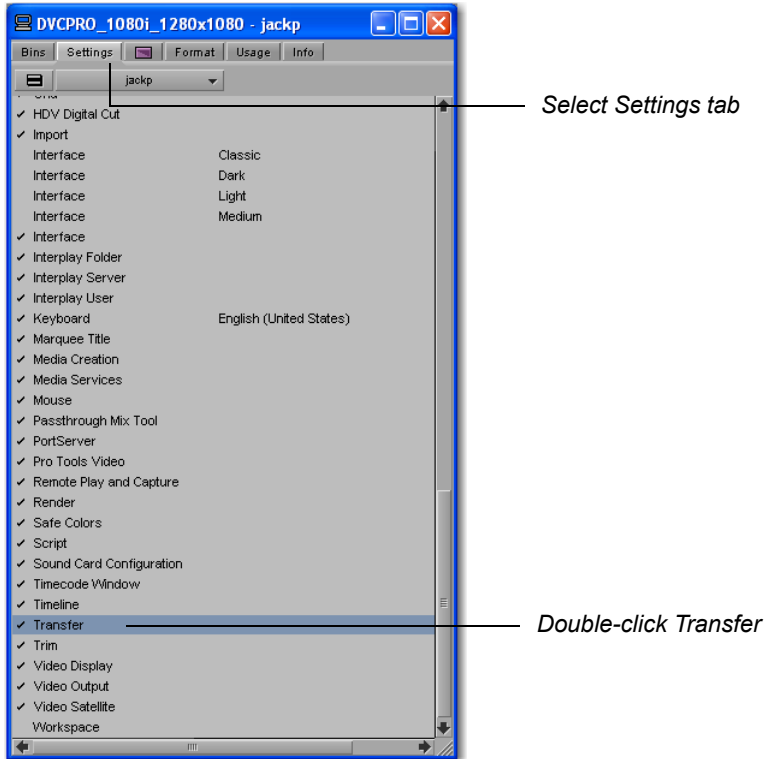 DVCPRO_1080i_1280x1080 - jackp
Bins Settings Format Usage Info
jackp
Select Settings tab
✓ HDV Digital Cut
✓ Import
Interface Classic
Interface Dark
Interface Light
Interface Medium
✓ Interface
✓ Interplay Folder
✓ Interplay Server
✓ Interplay User
✓ Keyboard English (United States)
✓ Marquee Title
✓ Media Creation
✓ Media Services
✓ Mouse
✓ Passthrough Mix Tool
✓ PortServer
✓ Pro Tools Video
✓ Remote Play and Capture
✓ Render
✓ Safe Colors
✓ Script
✓ Sound Card Configuration
✓ Timecode Window
✓ Timeline
✓ Transfer
Double-click Transfer
✓ Trim
✓ Video Display
✓ Video Output
✓ Video Satellite
Workspace